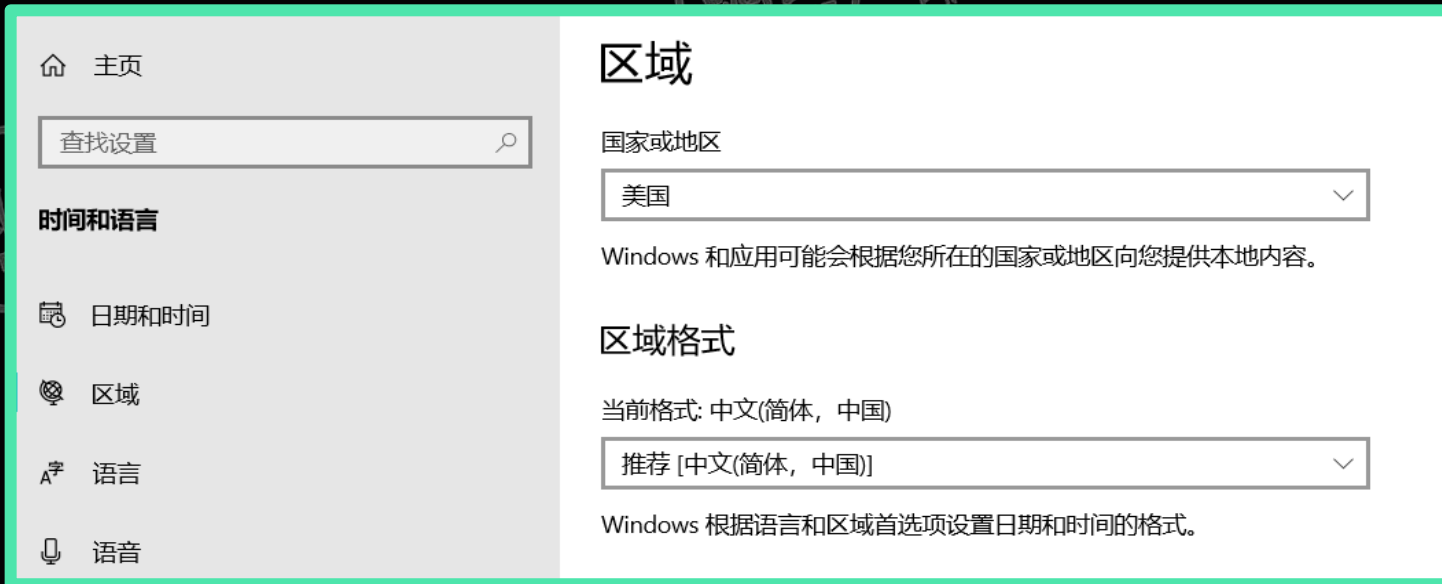 主页
查找设置
时间和语言
日期和时间
区域
语言
语音
区域
国家或地区
美国
Windows 和应用可能会根据您所在的国家或地区向您提供本地内容。
区域格式
当前格式: 中文(简体，中国)
推荐 [中文(简体，中国)]
Windows 根据语言和区域首选项设置日期和时间的格式。